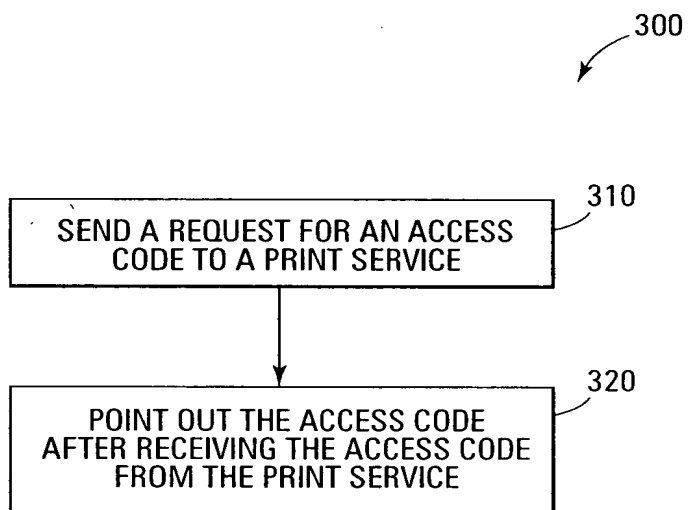 300
310
SEND A REQUEST FOR AN ACCESS
CODE TO A PRINT SERVICE
320
POINT OUT THE ACCESS CODE
AFTER RECEIVING THE ACCESS CODE
FROM THE PRINT SERVICE